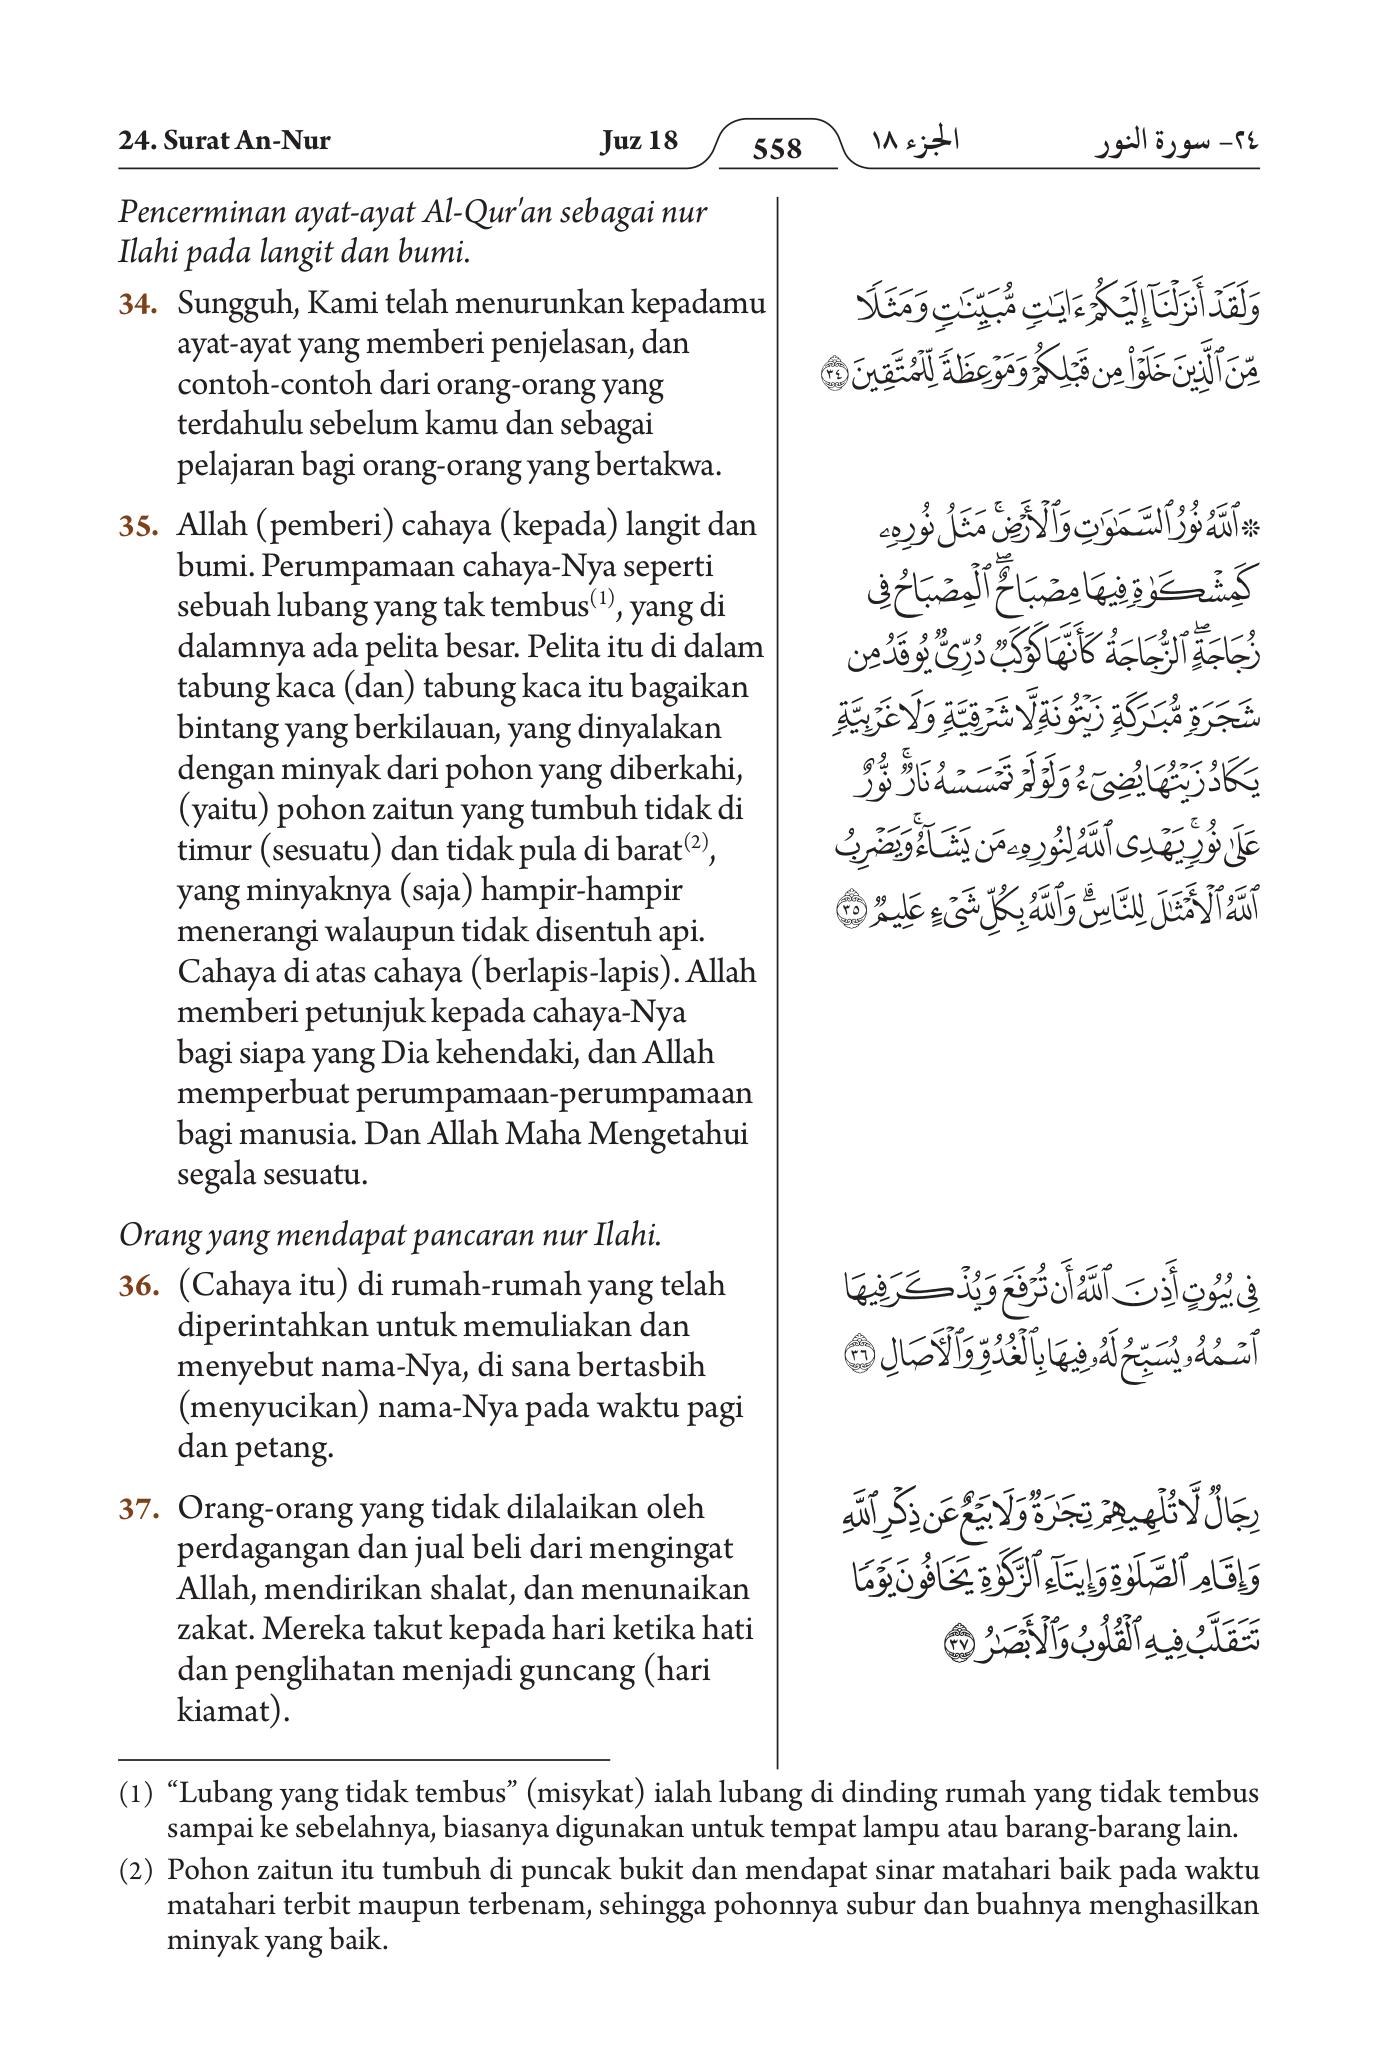 24. Surat An-Nur Juz 18 558 الجزء ١٨ ٢٤- سورة النور
Pencerminan ayat-ayat Al-Qur'an sebagai nur
Ilahi pada langit dan bumi.
34. Sungguh, Kami telah menurunkan kepadamu
ayat-ayat yang memberi penjelasan, dan
contoh-contoh dari orang-orang yang
terdahulu sebelum kamu dan sebagai
pelajaran bagi orang-orang yang bertakwa.
35. Allah (pemberi) cahaya (kepada) langit dan
bumi. Perumpamaan cahaya-Nya seperti
sebuah lubang yang tak tembus(1), yang di
dalamnya ada pelita besar. Pelita itu di dalam
tabung kaca (dan) tabung kaca itu bagaikan
bintang yang berkilauan, yang dinyalakan
dengan minyak dari pohon yang diberkahi,
(yaitu) pohon zaitun yang tumbuh tidak di
timur (sesuatu) dan tidak pula di barat(2),
yang minyaknya (saja) hampir-hampir
menerangi walaupun tidak disentuh api.
Cahaya di atas cahaya (berlapis-lapis). Allah
memberi petunjuk kepada cahaya-Nya
bagi siapa yang Dia kehendaki, dan Allah
memperbuat perumpamaan-perumpamaan
bagi manusia. Dan Allah Maha Mengetahui
segala sesuatu.
Orang yang mendapat pancaran nur Ilahi.
36. (Cahaya itu) di rumah-rumah yang telah
diperintahkan untuk memuliakan dan
menyebut nama-Nya, di sana bertasbih
(menyucikan) nama-Nya pada waktu pagi
dan petang.
37. Orang-orang yang tidak dilalaikan oleh
perdagangan dan jual beli dari mengingat
Allah, mendirikan shalat, dan menunaikan
zakat. Mereka takut kepada hari ketika hati
dan penglihatan menjadi guncang (hari
kiamat).
وَلَقَدْ أَنزَلْنَآ إِلَيْكُمْ ءَايَٰتٍ مُّبَيِّنَٰتٍ وَمَثَلًا
مِّنَ ٱلَّذِينَ خَلَوْا۟ مِن قَبْلِكُمْ وَمَوْعِظَةً لِّلْمُتَّقِينَ ٣٤
۞ ٱللَّهُ نُورُ ٱلسَّمَٰوَٰتِ وَٱلْأَرْضِ ۚ مَثَلُ نُورِهِۦ
كَمِشْكَوٰةٍ فِيهَا مِصْبَاحٌ ۖ ٱلْمِصْبَاحُ فِى
زُجَاجَةٍ ۖ ٱلزُّجَاجَةُ كَأَنَّهَا كَوْكَبٌ دُرِّىٌّ يُوقَدُ مِن
شَجَرَةٍ مُّبَٰرَكَةٍ زَيْتُونَةٍ لَّا شَرْقِيَّةٍ وَلَا غَرْبِيَّةٍ
يَكَادُ زَيْتُهَا يُضِىٓءُ وَلَوْ لَمْ تَمْسَسْهُ نَارٌ ۚ نُّورٌ
عَلَىٰ نُورٍ ۗ يَهْدِى ٱللَّهُ لِنُورِهِۦ مَن يَشَآءُ ۚ وَيَضْرِبُ
ٱللَّهُ ٱلْأَمْثَٰلَ لِلنَّاسِ ۗ وَٱللَّهُ بِكُلِّ شَىْءٍ عَلِيمٌ ٣٥
فِى بُيُوتٍ أَذِنَ ٱللَّهُ أَن تُرْفَعَ وَيُذْكَرَ فِيهَا
ٱسْمُهُۥ يُسَبِّحُ لَهُۥ فِيهَا بِٱلْغُدُوِّ وَٱلْـَٔاصَالِ ٣٦
رِجَالٌ لَّا تُلْهِيهِمْ تِجَٰرَةٌ وَلَا بَيْعٌ عَن ذِكْرِ ٱللَّهِ
وَإِقَامِ ٱلصَّلَوٰةِ وَإِيتَآءِ ٱلزَّكَوٰةِ يَخَافُونَ يَوْمًا
تَتَقَلَّبُ فِيهِ ٱلْقُلُوبُ وَٱلْأَبْصَٰرُ ٣٧
(1) “Lubang yang tidak tembus” (misykat) ialah lubang di dinding rumah yang tidak tembus
sampai ke sebelahnya, biasanya digunakan untuk tempat lampu atau barang-barang lain.
(2) Pohon zaitun itu tumbuh di puncak bukit dan mendapat sinar matahari baik pada waktu
matahari terbit maupun terbenam, sehingga pohonnya subur dan buahnya menghasilkan
minyak yang baik.